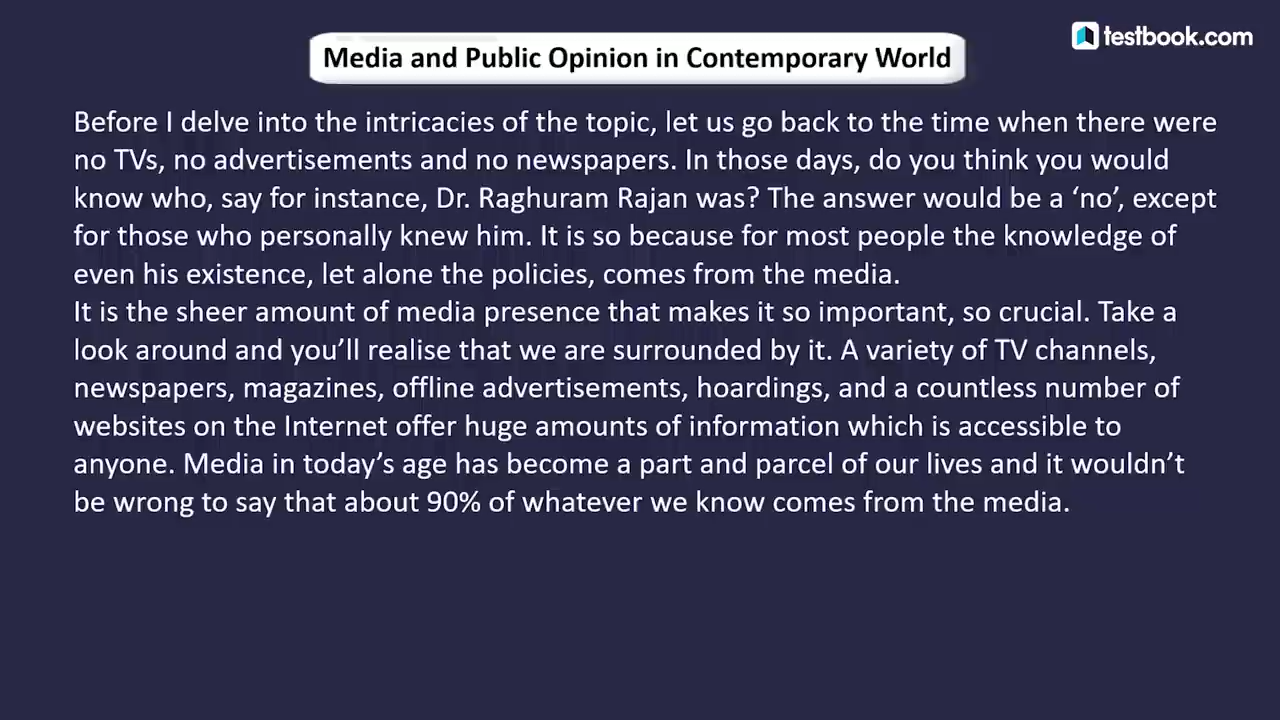 testbook.com
Media and Public Opinion in Contemporary World
Before I delve into the intricacies of the topic, let us go back to the time when there were
no TVs, no advertisements and no newspapers. In those days, do you think you would
know who, say for instance, Dr. Raghuram Rajan was? The answer would be a ‘no’, except
for those who personally knew him. It is so because for most people the knowledge of
even his existence, let alone the policies, comes from the media.
It is the sheer amount of media presence that makes it so important, so crucial. Take a
look around and you’ll realise that we are surrounded by it. A variety of TV channels,
newspapers, magazines, offline advertisements, hoardings, and a countless number of
websites on the Internet offer huge amounts of information which is accessible to
anyone. Media in today’s age has become a part and parcel of our lives and it wouldn’t
be wrong to say that about 90% of whatever we know comes from the media.